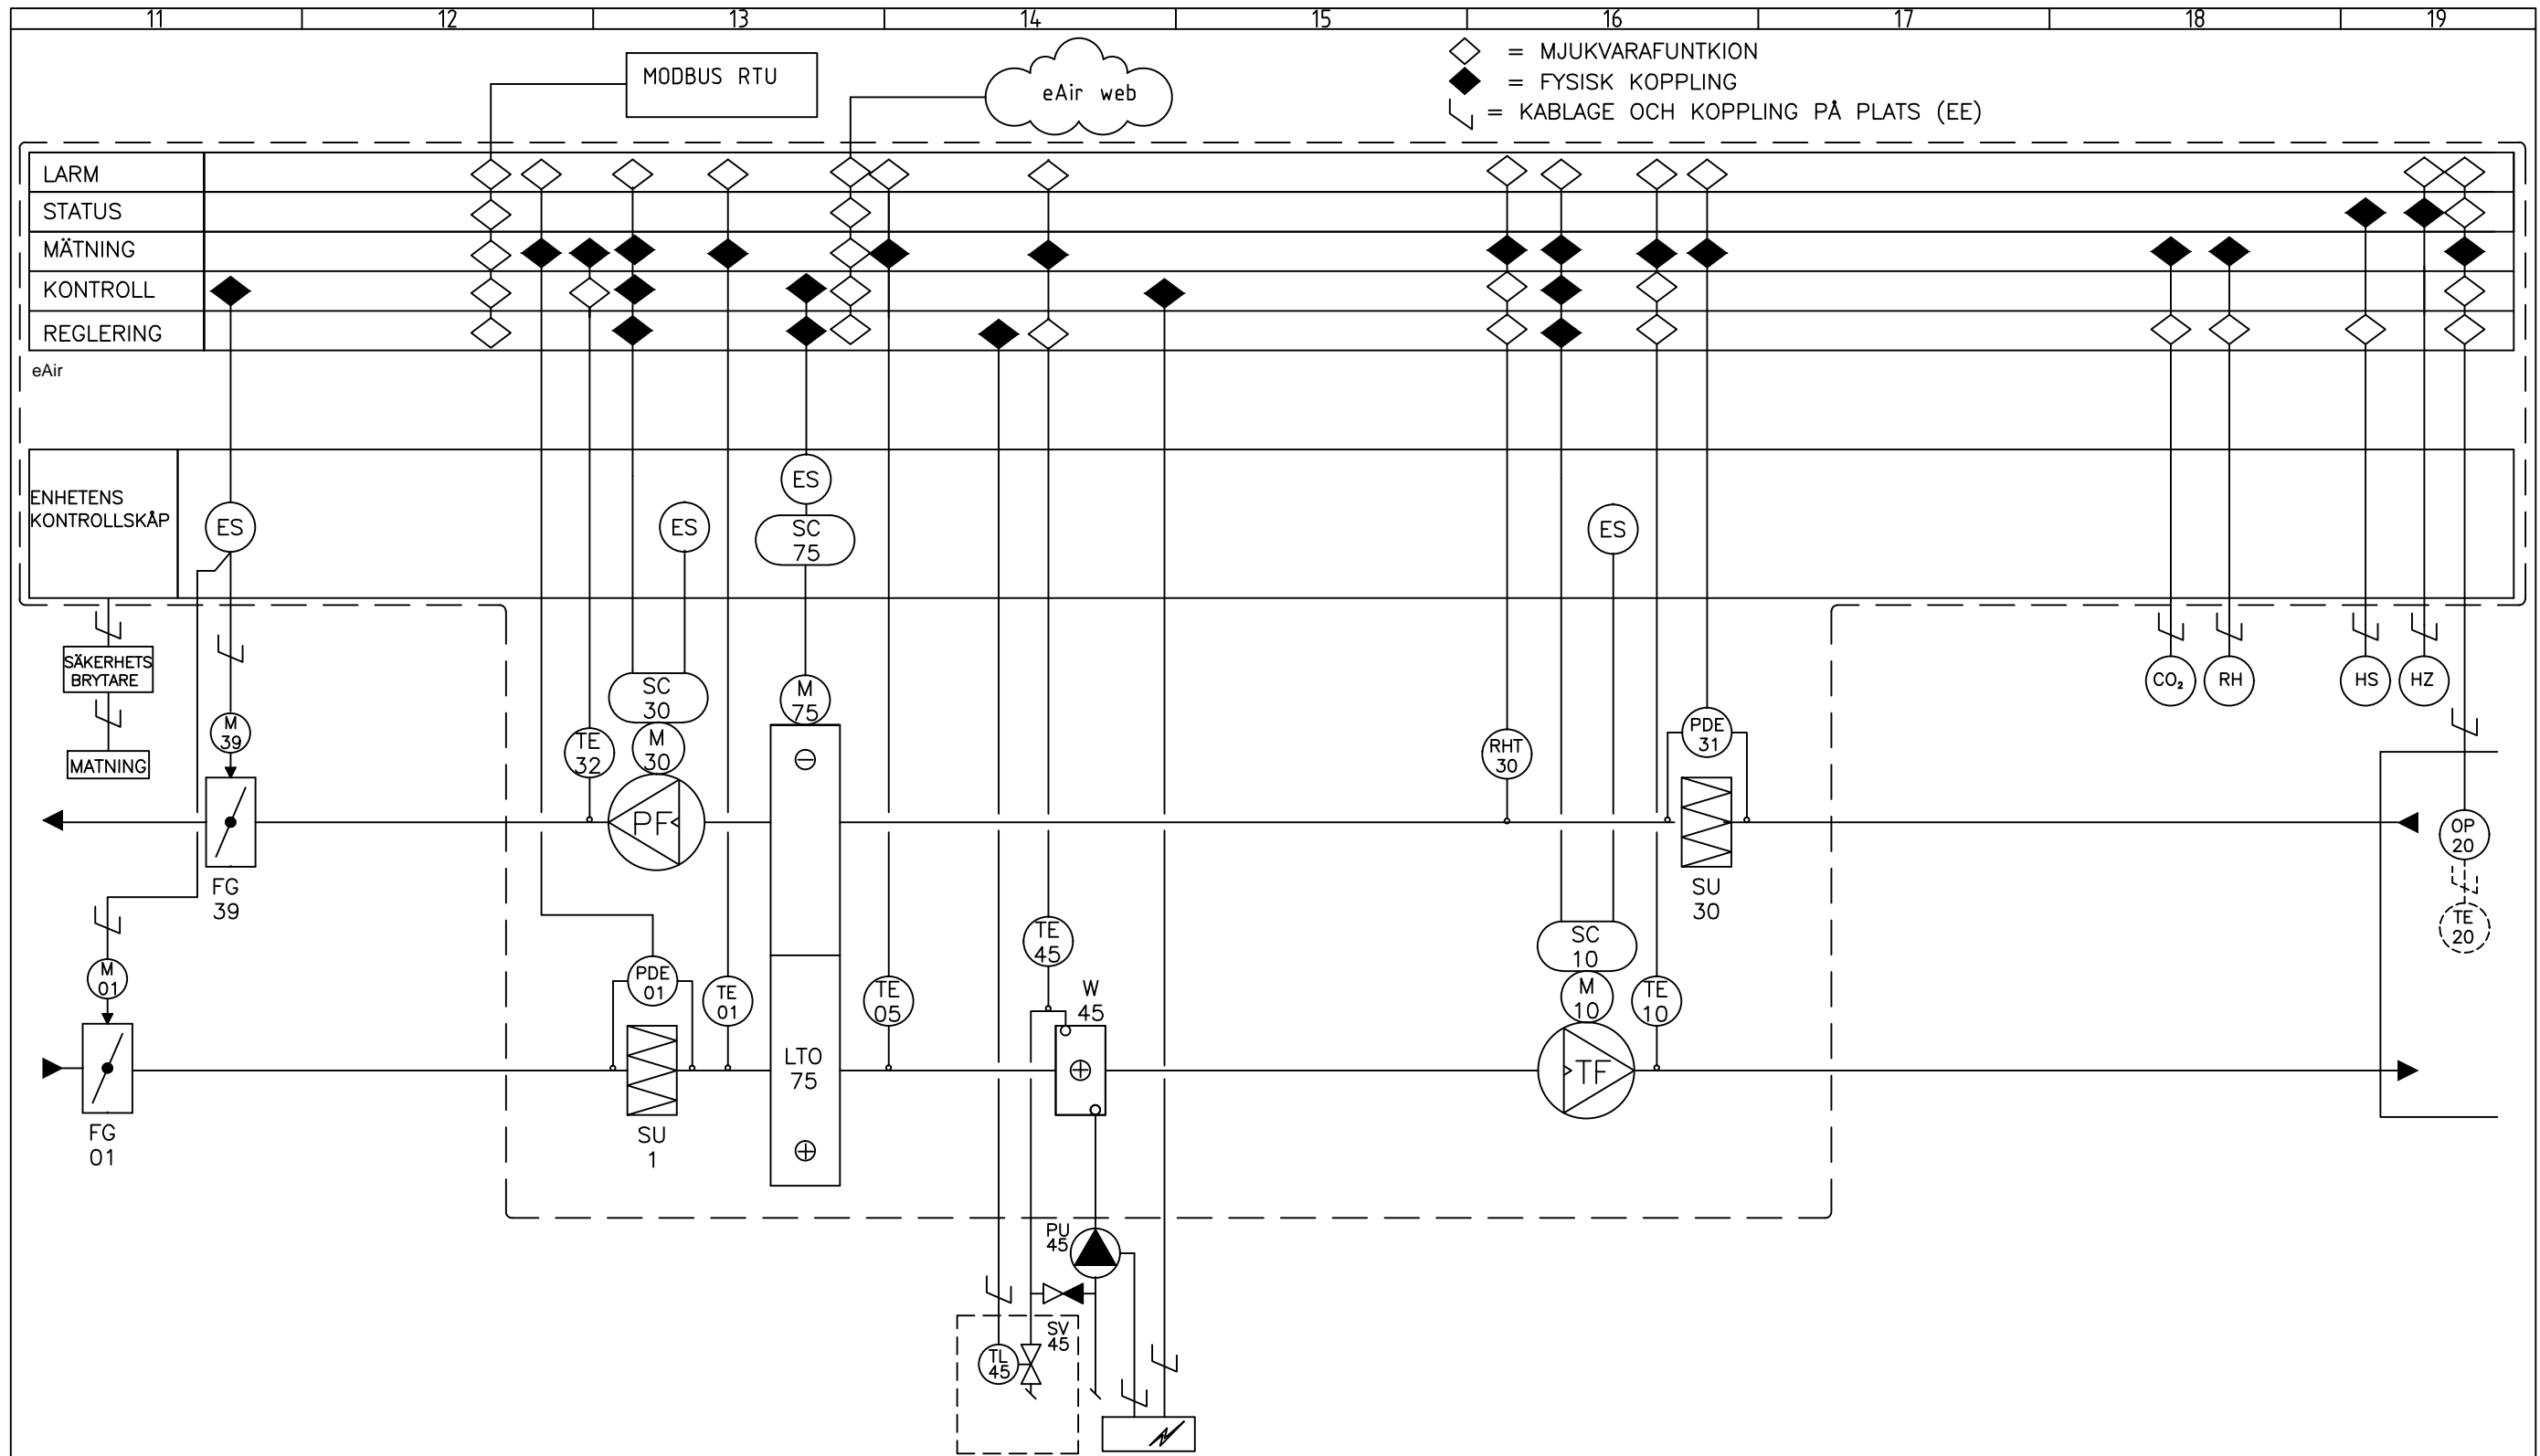 11 12 13 14 15 16 17 18 19
MODBUS RTU
eAir web
= MJUKVARAFUNTKION
= FYSISK KOPPLING
= KABLAGE OCH KOPPLING PÅ PLATS (EE)
LARM
STATUS
MÄTNING
KONTROLL
REGLERING
eAir
ENHETENS
KONTROLLSKÅP
ES
ES
ES
SC
75
ES
SÄKERHETS
BRYTARE
MATNING
M
39
TE
32
SC
30
M
30
M
75
RHT
30
PDE
31
CO₂
RH
HS
HZ
PF
OP
20
TE
20
FG
39
SU
30
M
01
PDE
01
TE
01
TE
05
TE
45
W
45
SC
10
M
10
TE
10
LTO
75
TF
FG
01
SU
1
PU
45
SV
45
TL
45